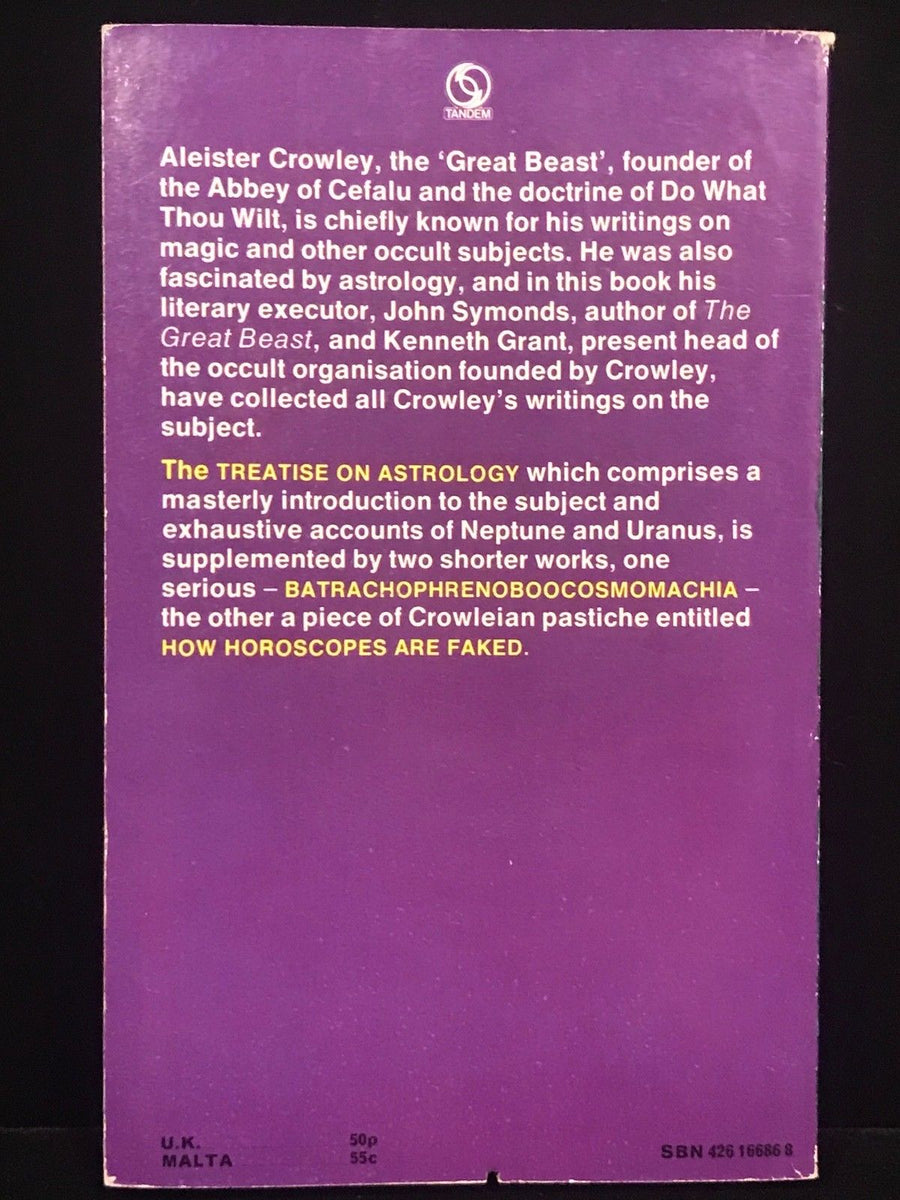 TANDEM
Aleister Crowley, the ‘Great Beast’, founder of
the Abbey of Cefalu and the doctrine of Do What
Thou Wilt, is chiefly known for his writings on
magic and other occult subjects. He was also
fascinated by astrology, and in this book his
literary executor, John Symonds, author of The
Great Beast, and Kenneth Grant, present head of
the occult organisation founded by Crowley,
have collected all Crowley’s writings on the
subject.
The TREATISE ON ASTROLOGY which comprises a
masterly introduction to the subject and
exhaustive accounts of Neptune and Uranus, is
supplemented by two shorter works, one
serious – BATRACHOPHRENOBOOCOSMOMACHIA –
the other a piece of Crowleian pastiche entitled
HOW HOROSCOPES ARE FAKED.
U.K. 50p
MALTA 55c
SBN 426 16686 8